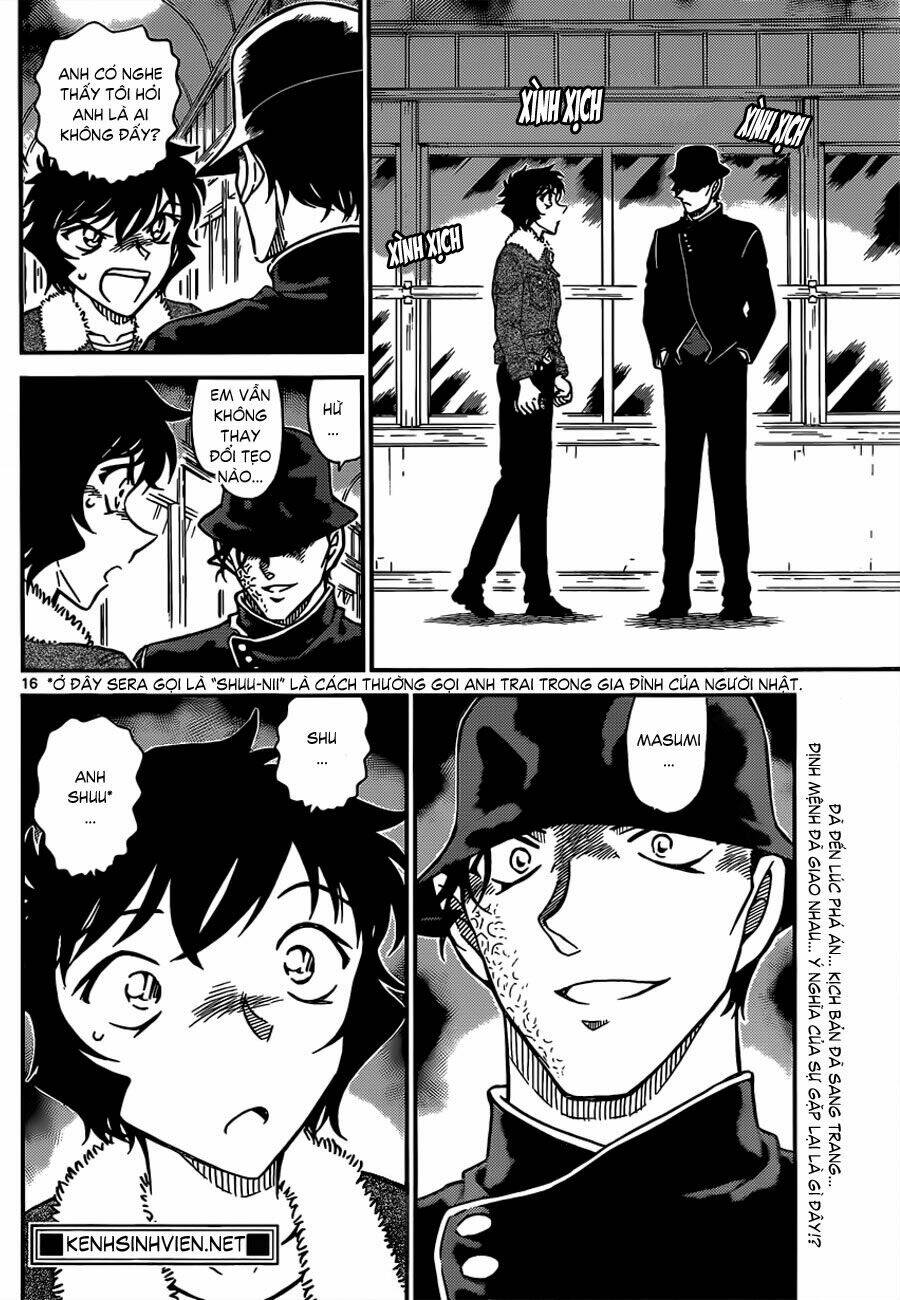 ANH CÓ NGHE
THẤY TÔI HỎI
ANH LÀ AI
KHÔNG ĐẤY?
XÌNH XỊCH
XÌNH XỊCH
XÌNH XỊCH
HỪ
...
EM VẪN
KHÔNG
THAY
ĐỔI TẸO
NÀO...
16 *Ở ĐÂY SERA GỌI LÀ "SHUU-NII" LÀ CÁCH THƯỜNG GỌI ANH TRAI TRONG GIA ĐÌNH CỦA NGƯỜI NHẬT.
SHU
...
ANH
SHUU*
...
MASUMI
...
ĐÃ ĐẾN LÚC PHÁ ÁN... KỊCH BẢN ĐÃ SANG TRANG...
ĐỊNH MỆNH ĐÃ GIAO NHAU... Ý NGHĨA CỦA SỰ GẶP LẠI LÀ GÌ ĐÂY!?
KENHSINHVIEN.NET